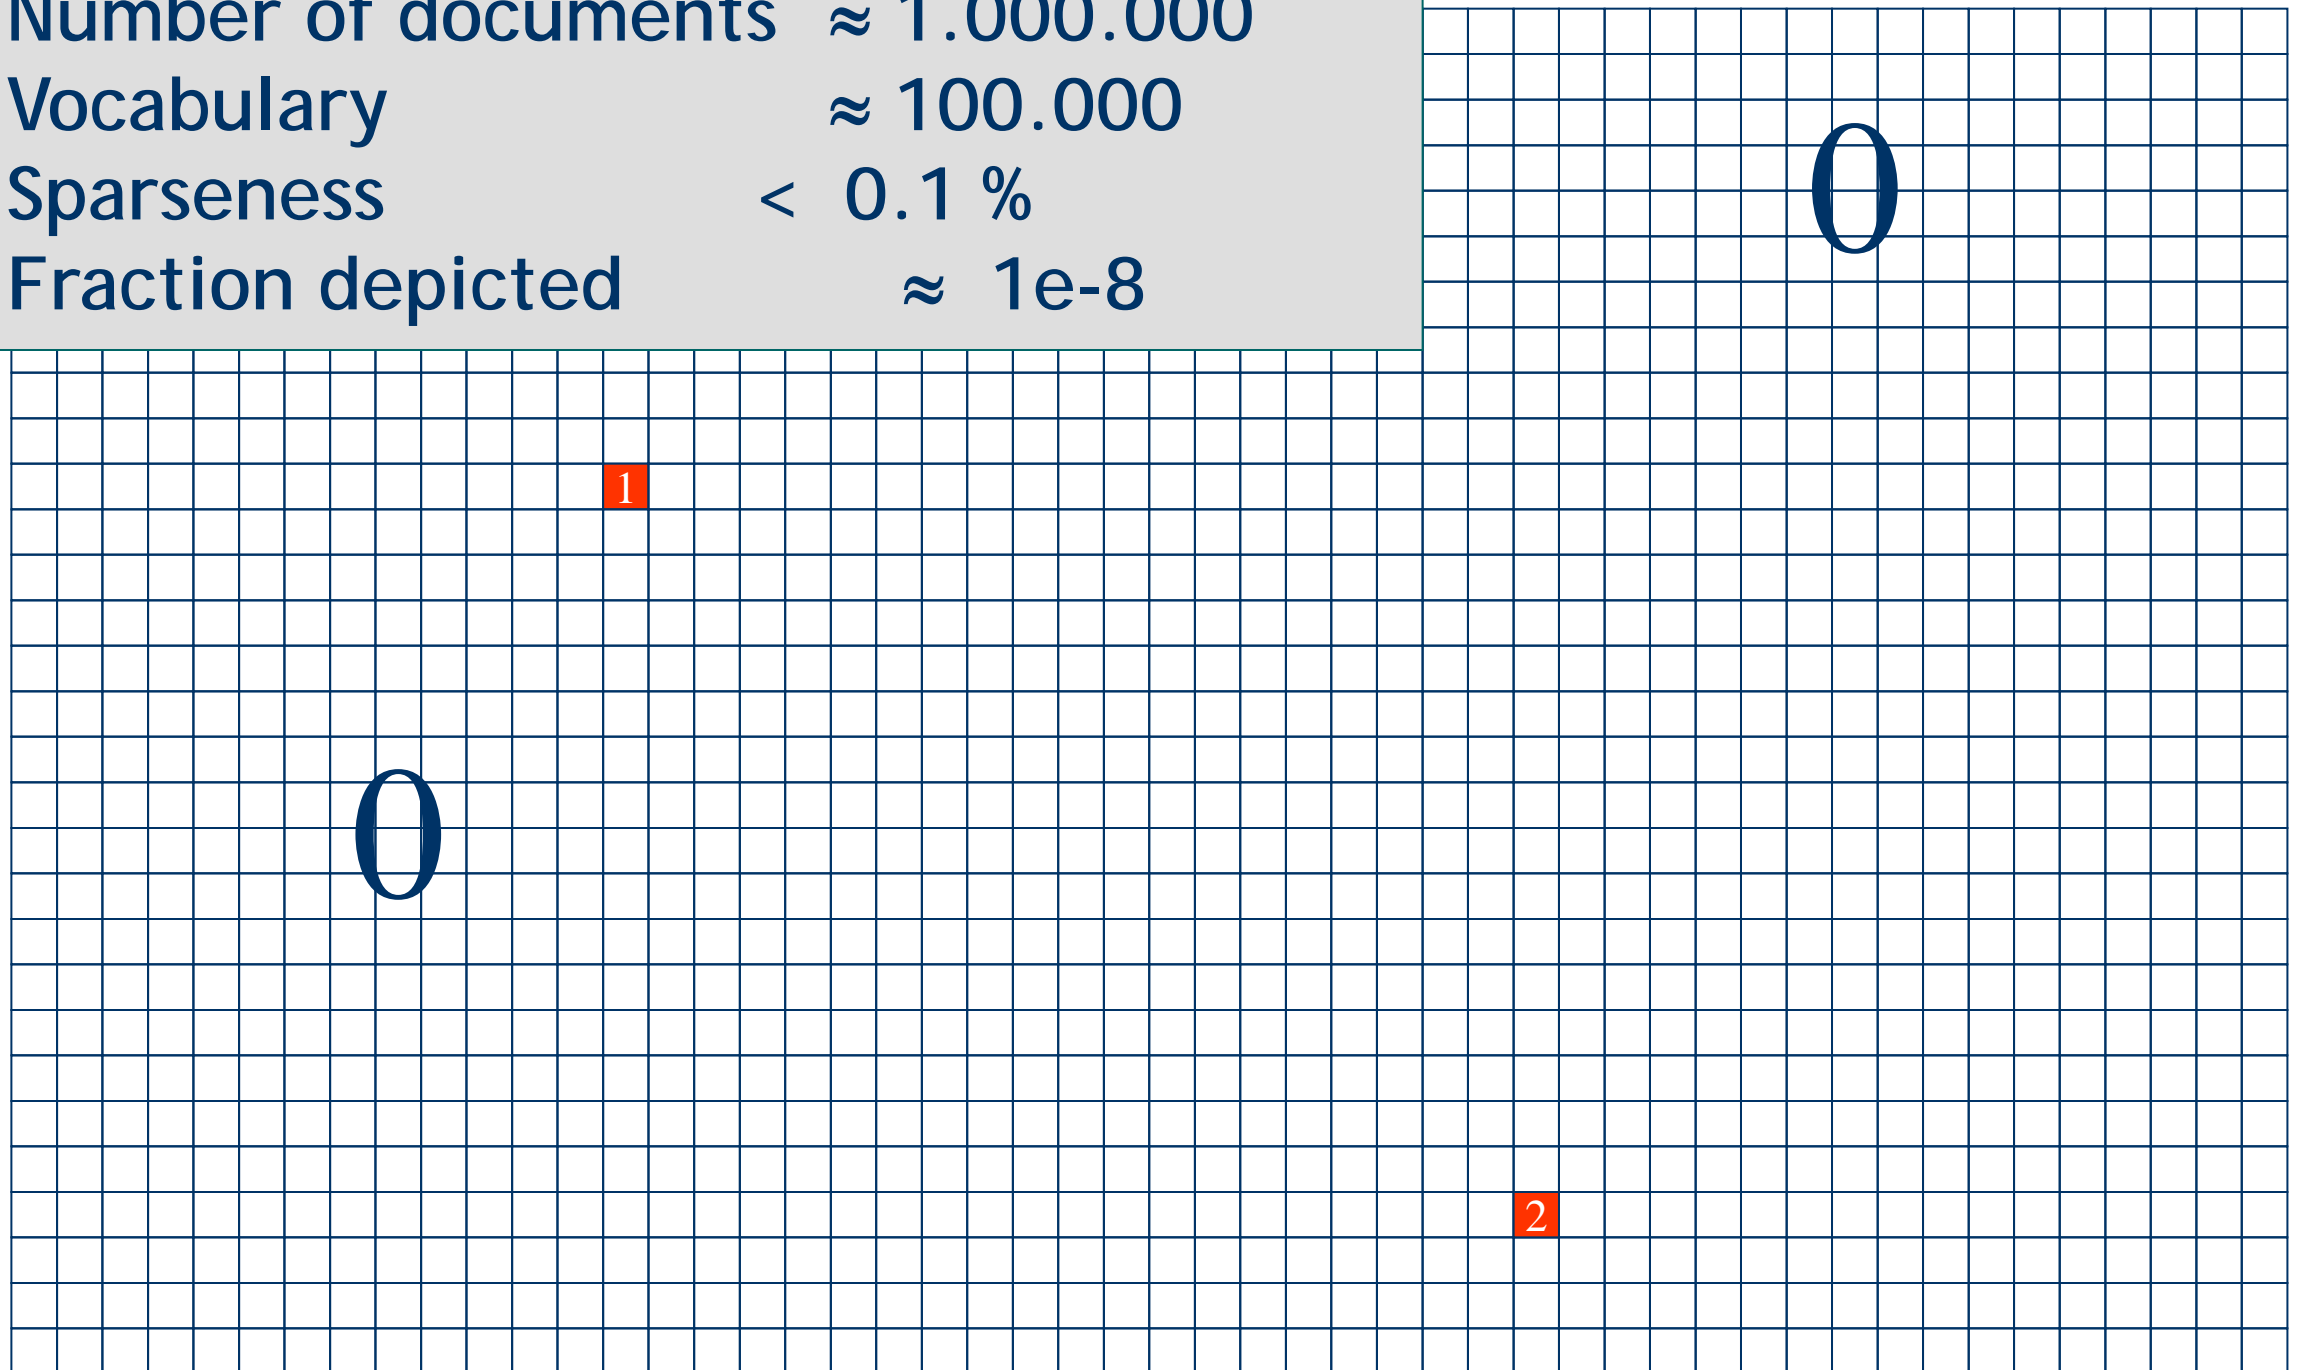 Number of documents ≈ 1.000.000
Vocabulary ≈ 100.000
Sparseness < 0.1 %
Fraction depicted ≈ 1e-8
0
1
0
2